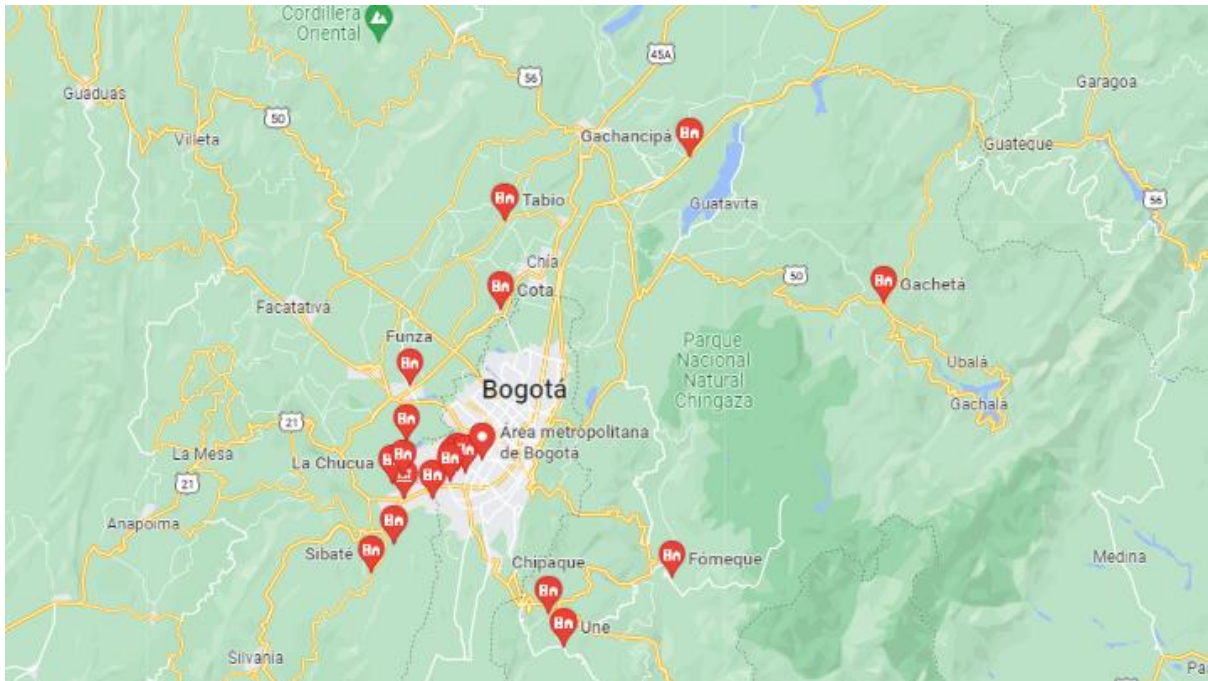 Cordillera
Oriental
45A
56
Guaduas
Garagoa
50
Villeta
Gachancipá
Guateque
Tabio
Guatavita
56
Chía
50
Gachetá
Cota
Facatativá
Funza
Parque
Nacional
Natural
Chingaza
Ubalá
Bogotá
Gachalá
21
Área metropolitana
de Bogotá
La Mesa
La Chucua
21
Anapoima
Sibaté
Chipaque
Fómeque
Medina
Une
Silvania
Pa